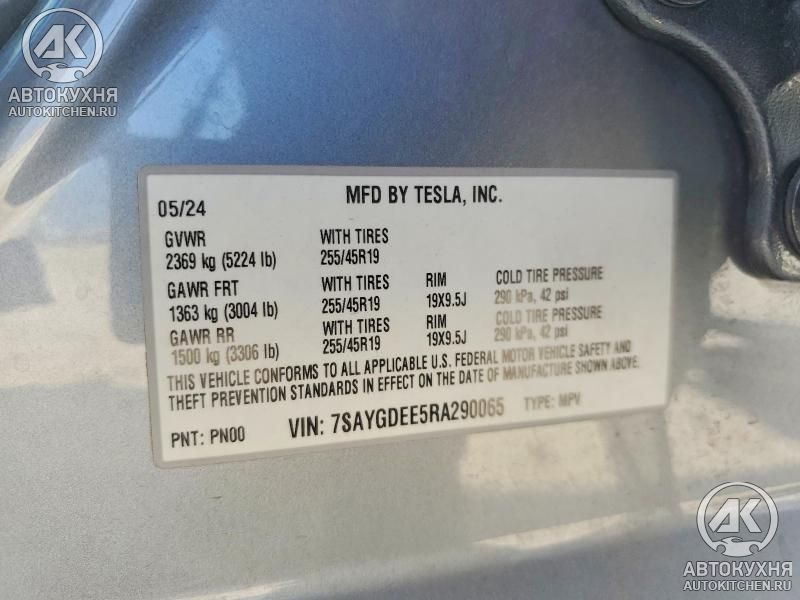 AK
АВТОКУХНЯ
AUTOKITCHEN.RU
MFD BY TESLA, INC.
05/24
GVWR WITH TIRES
2369 kg (5224 lb) 255/45R19
GAWR FRT WITH TIRES RIM COLD TIRE PRESSURE
1363 kg (3004 lb) 255/45R19 19X9.5J 290 kPa, 42 psi
GAWR RR WITH TIRES RIM COLD TIRE PRESSURE
1500 kg (3306 lb) 255/45R19 19X9.5J 290 kPa, 42 psi
THIS VEHICLE CONFORMS TO ALL APPLICABLE U.S. FEDERAL MOTOR VEHICLE SAFETY AND
THEFT PREVENTION STANDARDS IN EFFECT ON THE DATE OF MANUFACTURE SHOWN ABOVE.
PNT: PN00 VIN: 7SAYGDEE5RA290065 TYPE: MPV
AK
АВТОКУХНЯ
AUTOKITCHEN.RU